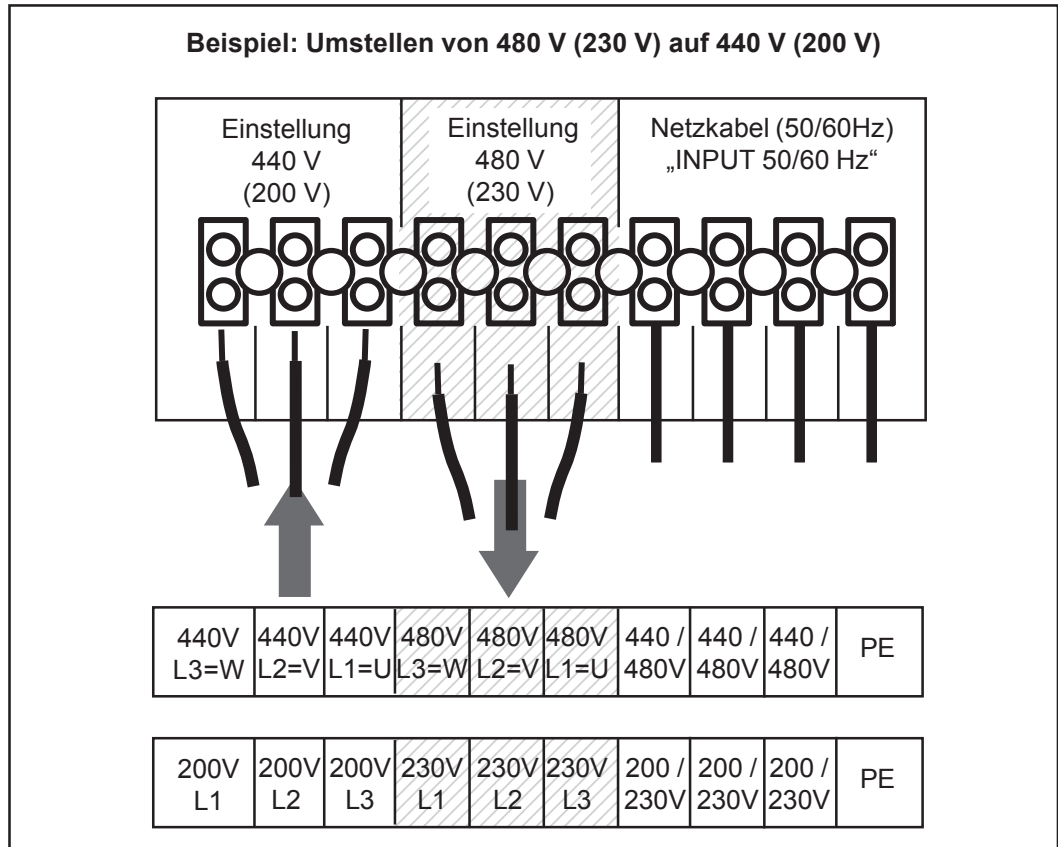 Beispiel: Umstellen von 480 V (230 V) auf 440 V (200 V)
Einstellung
440 V
(200 V)
Einstellung
480 V
(230 V)
Netzkabel (50/60Hz)
„INPUT 50/60 Hz“
440V 440V 440V 480V 480V 480V 440 / 440 / 440 / PE
L3=W L2=V L1=U L3=W L2=V L1=U 480V 480V 480V
200V 200V 200V 230V 230V 230V 200 / 200 / 200 / PE
L1 L2 L3 L1 L2 L3 230V 230V 230V